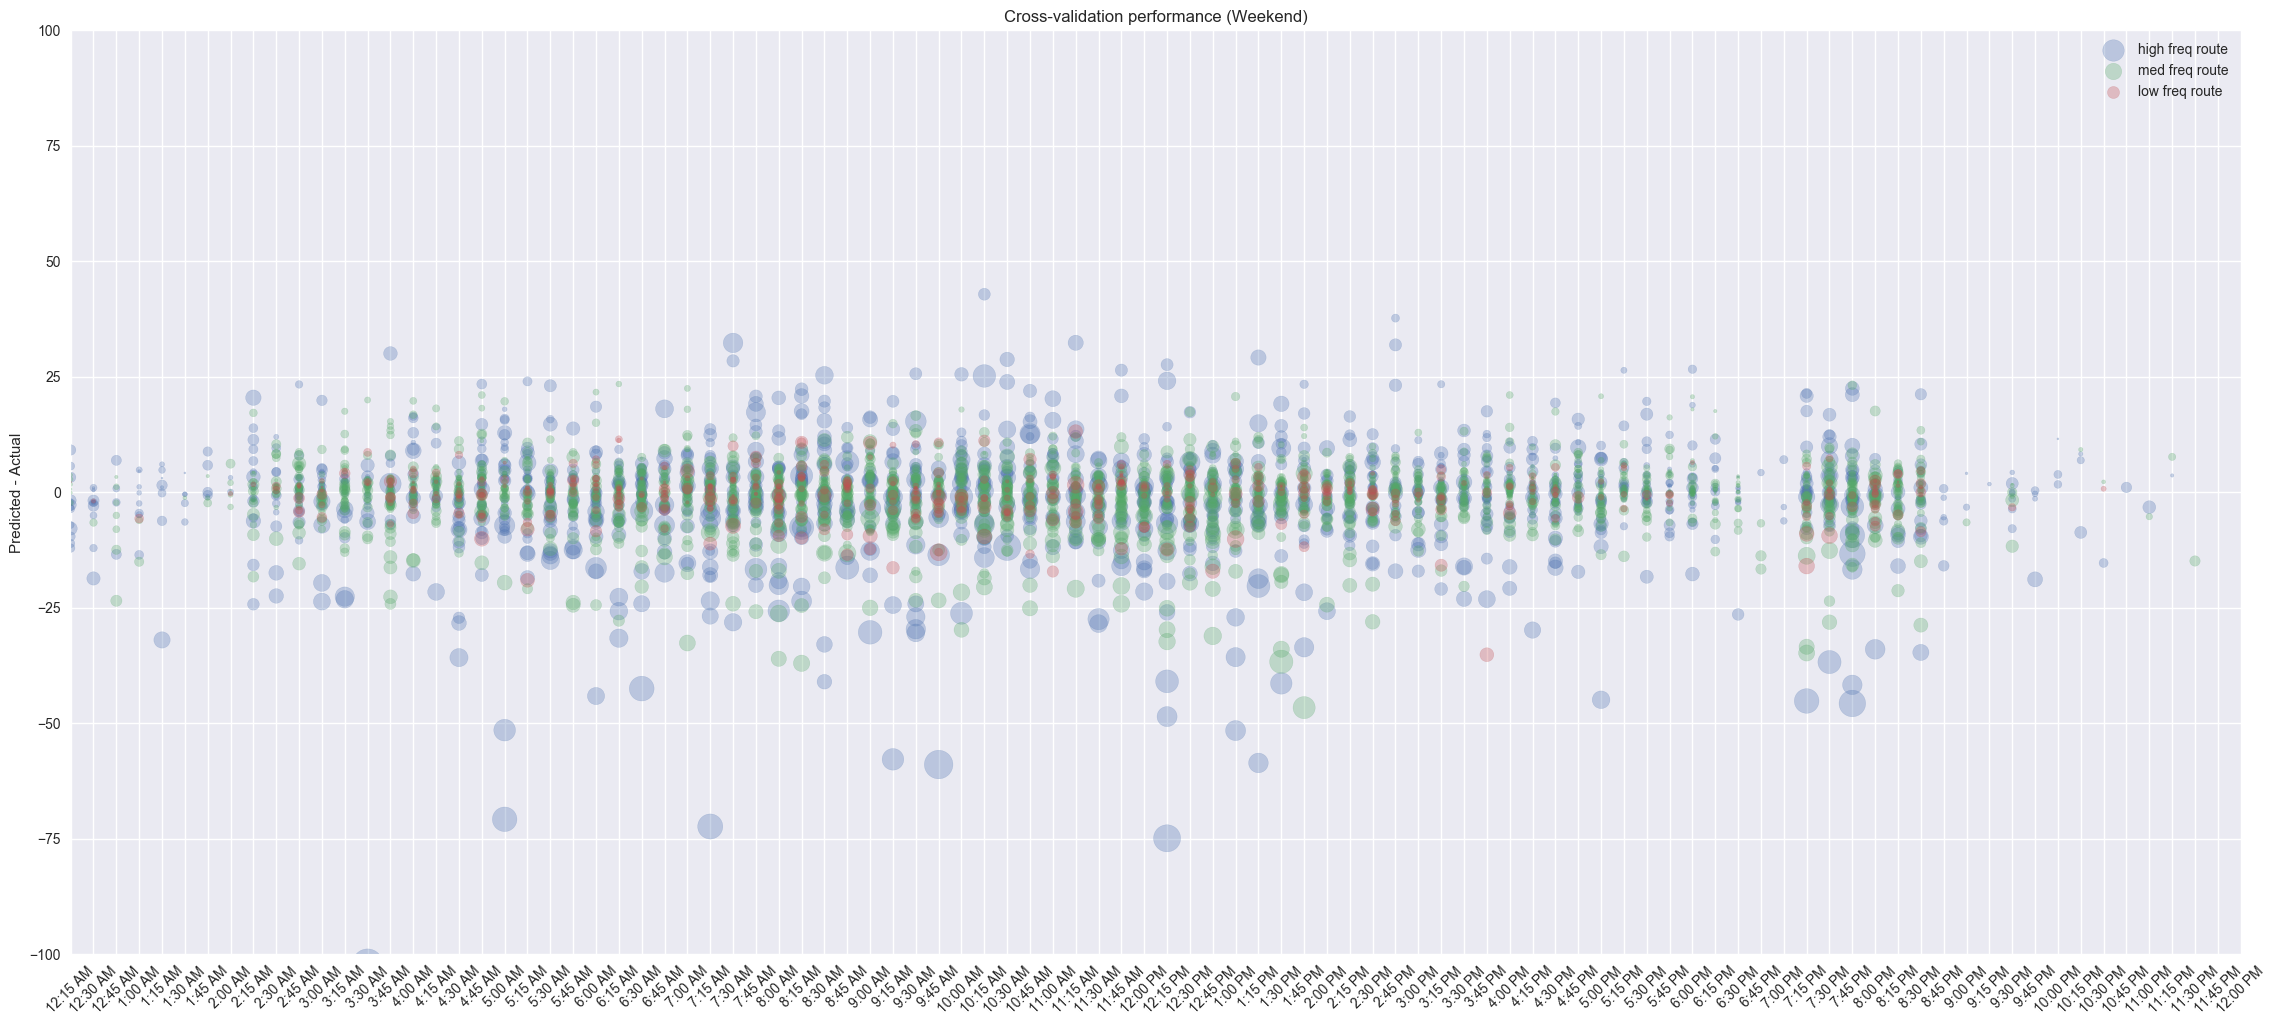 Cross-validation performance (Weekend)
high freq route
med freq route
low freq route
100
75
50
25
0
−25
−50
−75
−100
Predicted - Actual
12:15 AM 12:30 AM 12:45 AM 1:00 AM 1:15 AM 1:30 AM 1:45 AM 2:00 AM 2:15 AM 2:30 AM 2:45 AM 3:00 AM 3:15 AM 3:30 AM 3:45 AM 4:00 AM 4:15 AM 4:30 AM 4:45 AM 5:00 AM 5:15 AM 5:30 AM 5:45 AM 6:00 AM 6:15 AM 6:30 AM 6:45 AM 7:00 AM 7:15 AM 7:30 AM 7:45 AM 8:00 AM 8:15 AM 8:30 AM 8:45 AM 9:00 AM 9:15 AM 9:30 AM 9:45 AM 10:00 AM 10:15 AM 10:30 AM 10:45 AM 11:00 AM 11:15 AM 11:30 AM 11:45 AM 12:00 PM 12:15 PM 12:30 PM 12:45 PM 1:00 PM 1:15 PM 1:30 PM 1:45 PM 2:00 PM 2:15 PM 2:30 PM 2:45 PM 3:00 PM 3:15 PM 3:30 PM 3:45 PM 4:00 PM 4:15 PM 4:30 PM 4:45 PM 5:00 PM 5:15 PM 5:30 PM 5:45 PM 6:00 PM 6:15 PM 6:30 PM 6:45 PM 7:00 PM 7:15 PM 7:30 PM 7:45 PM 8:00 PM 8:15 PM 8:30 PM 8:45 PM 9:00 PM 9:15 PM 9:30 PM 9:45 PM 10:00 PM 10:15 PM 10:30 PM 10:45 PM 11:00 PM 11:15 PM 11:30 PM 11:45 PM 12:00 PM